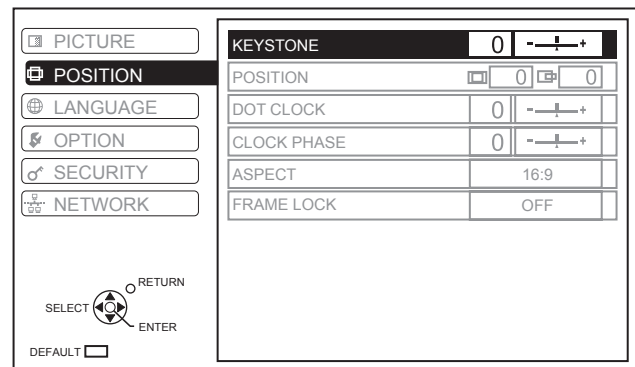 PICTURE
POSITION
LANGUAGE
OPTION
SECURITY
NETWORK
SELECT
RETURN
ENTER
DEFAULT
KEYSTONE 0 - +
POSITION 0 0
DOT CLOCK 0 - +
CLOCK PHASE 0 - +
ASPECT 16:9
FRAME LOCK OFF